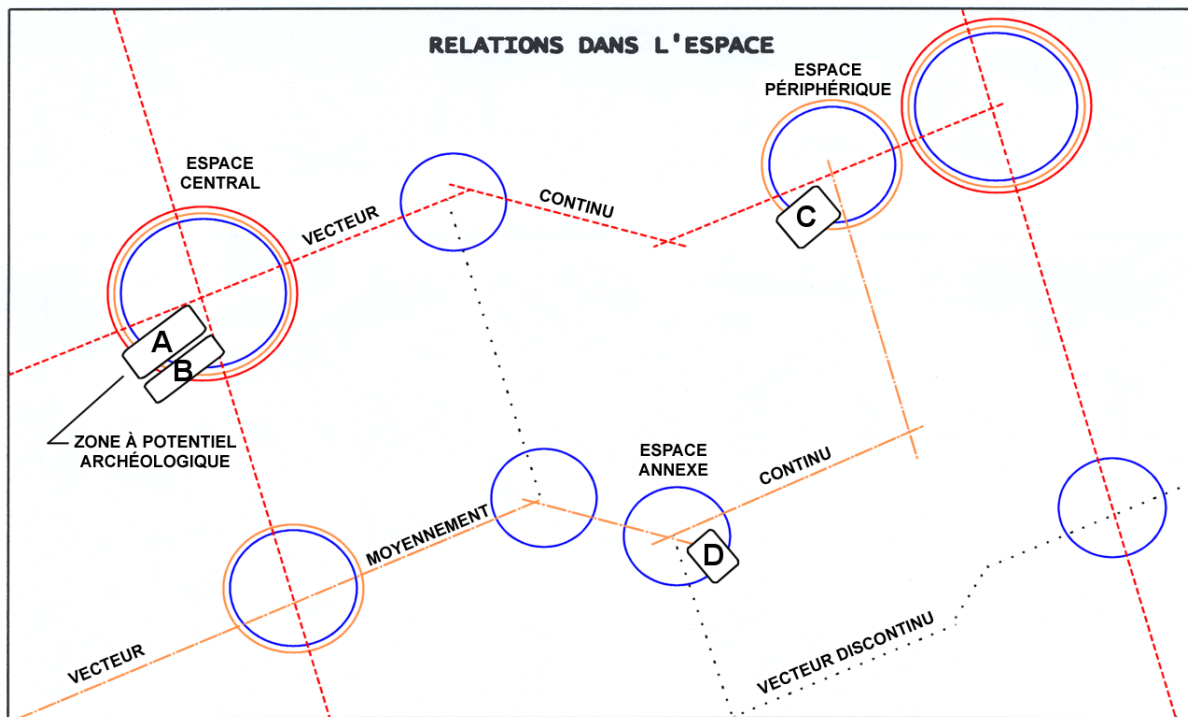 RELATIONS DANS L'ESPACE
ESPACE
PÉRIPHÉRIQUE
ESPACE
CENTRAL
VECTEUR
CONTINU
C
A
B
ZONE À POTENTIEL
ARCHÉOLOGIQUE
ESPACE
ANNEXE
CONTINU
MOYENNEMENT
D
VECTEUR
VECTEUR DISCONTINU